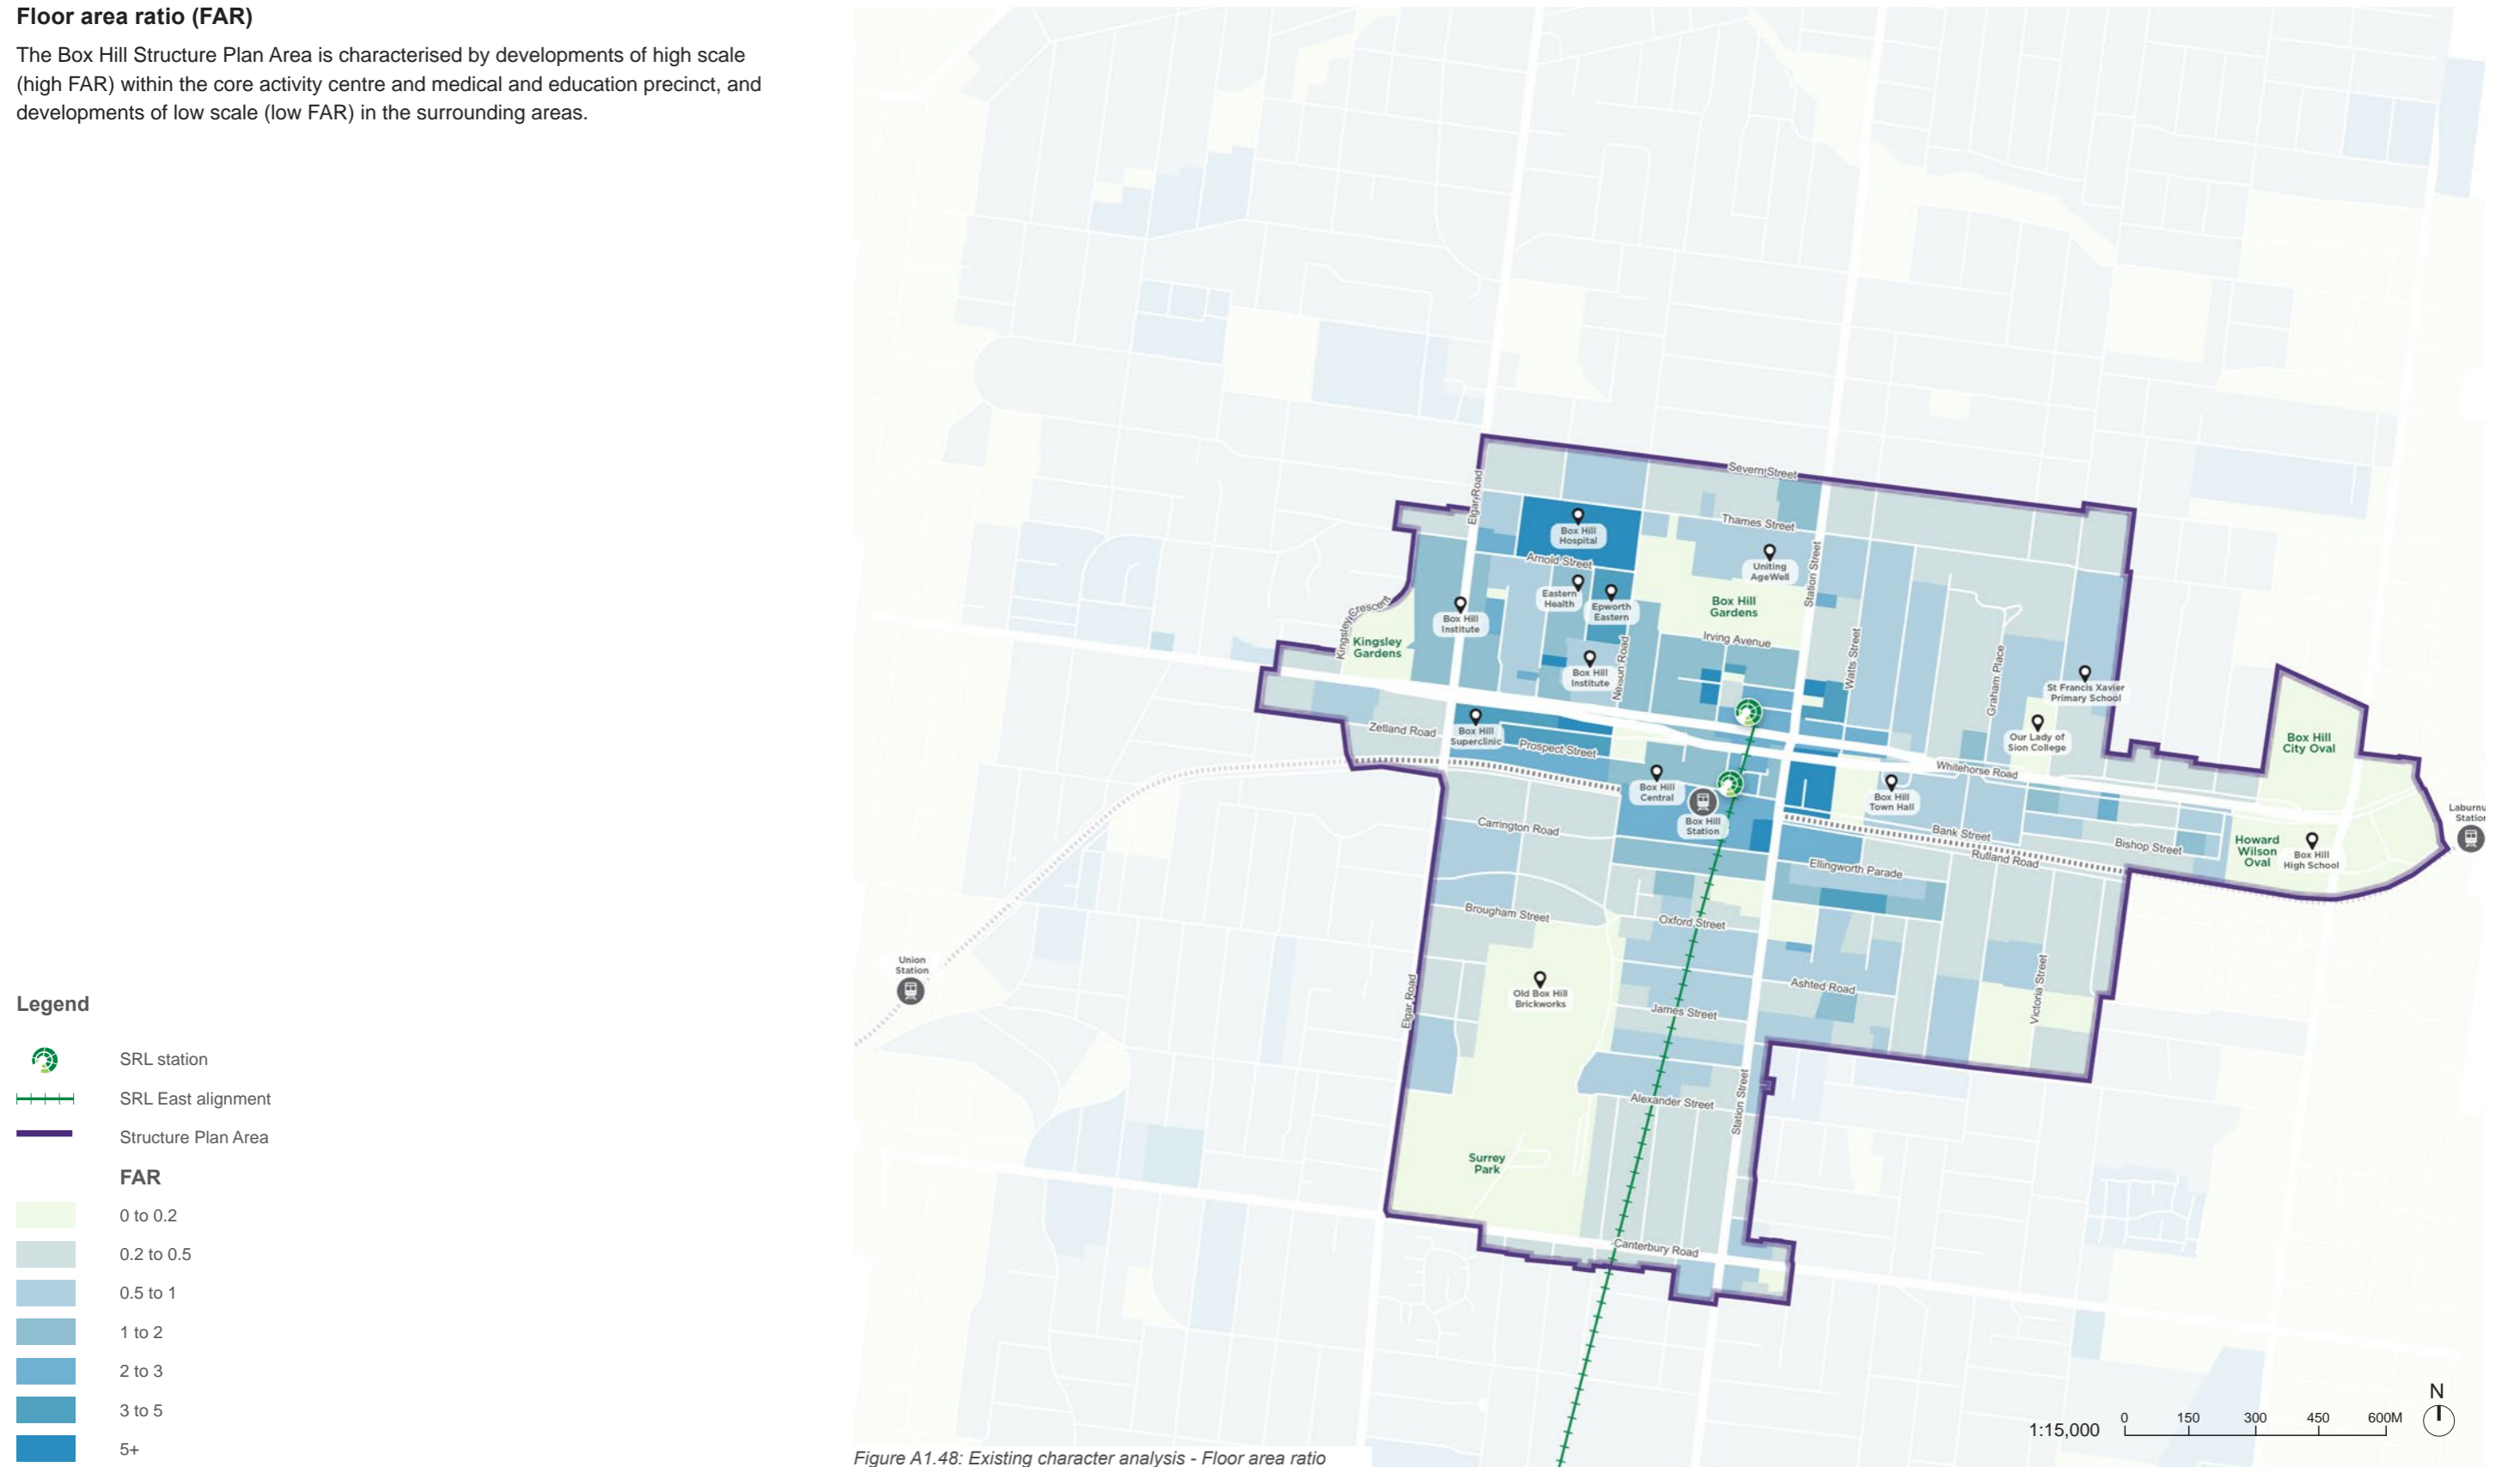 Floor area ratio (FAR)
The Box Hill Structure Plan Area is characterised by developments of high scale
(high FAR) within the core activity centre and medical and education precinct, and
developments of low scale (low FAR) in the surrounding areas.
Severn Street
Elgar Road
Box Hill
Hospital
Thames Street
Arnold Street
Uniting
AgeWell
Station Street
Eastern
Health
Epworth
Eastern
Box Hill
Gardens
Kingsley Crescent
Box Hill
Institute
Kingsley
Gardens
Irving Avenue
Nelson Road
Box Hill
Institute
Watts Street
Graham Place
St Francis Xavier
Primary School
Zetland Road
Box Hill
Superclinic
Prospect Street
Our Lady of
Sion College
Box Hill
City Oval
Whitehorse Road
Box Hill
Central
Box Hill
Town Hall
Box Hill
Station
Laburnu
Station
Carrington Road
Bank Street
Rutland Road
Bishop Street
Howard
Wilson
Oval
Box Hill
High School
Ellingworth Parade
Brougham Street
Oxford Street
Union
Station
Old Box Hill
Brickworks
Ashted Road
Victoria Street
Elgar Road
James Street
Alexander Street
Station Street
Surrey
Park
Canterbury Road
Legend
SRL station
SRL East alignment
Structure Plan Area
FAR
0 to 0.2
0.2 to 0.5
0.5 to 1
1 to 2
2 to 3
3 to 5
5+
N
1:15,000
0 150 300 450 600M
Figure A1.48: Existing character analysis - Floor area ratio